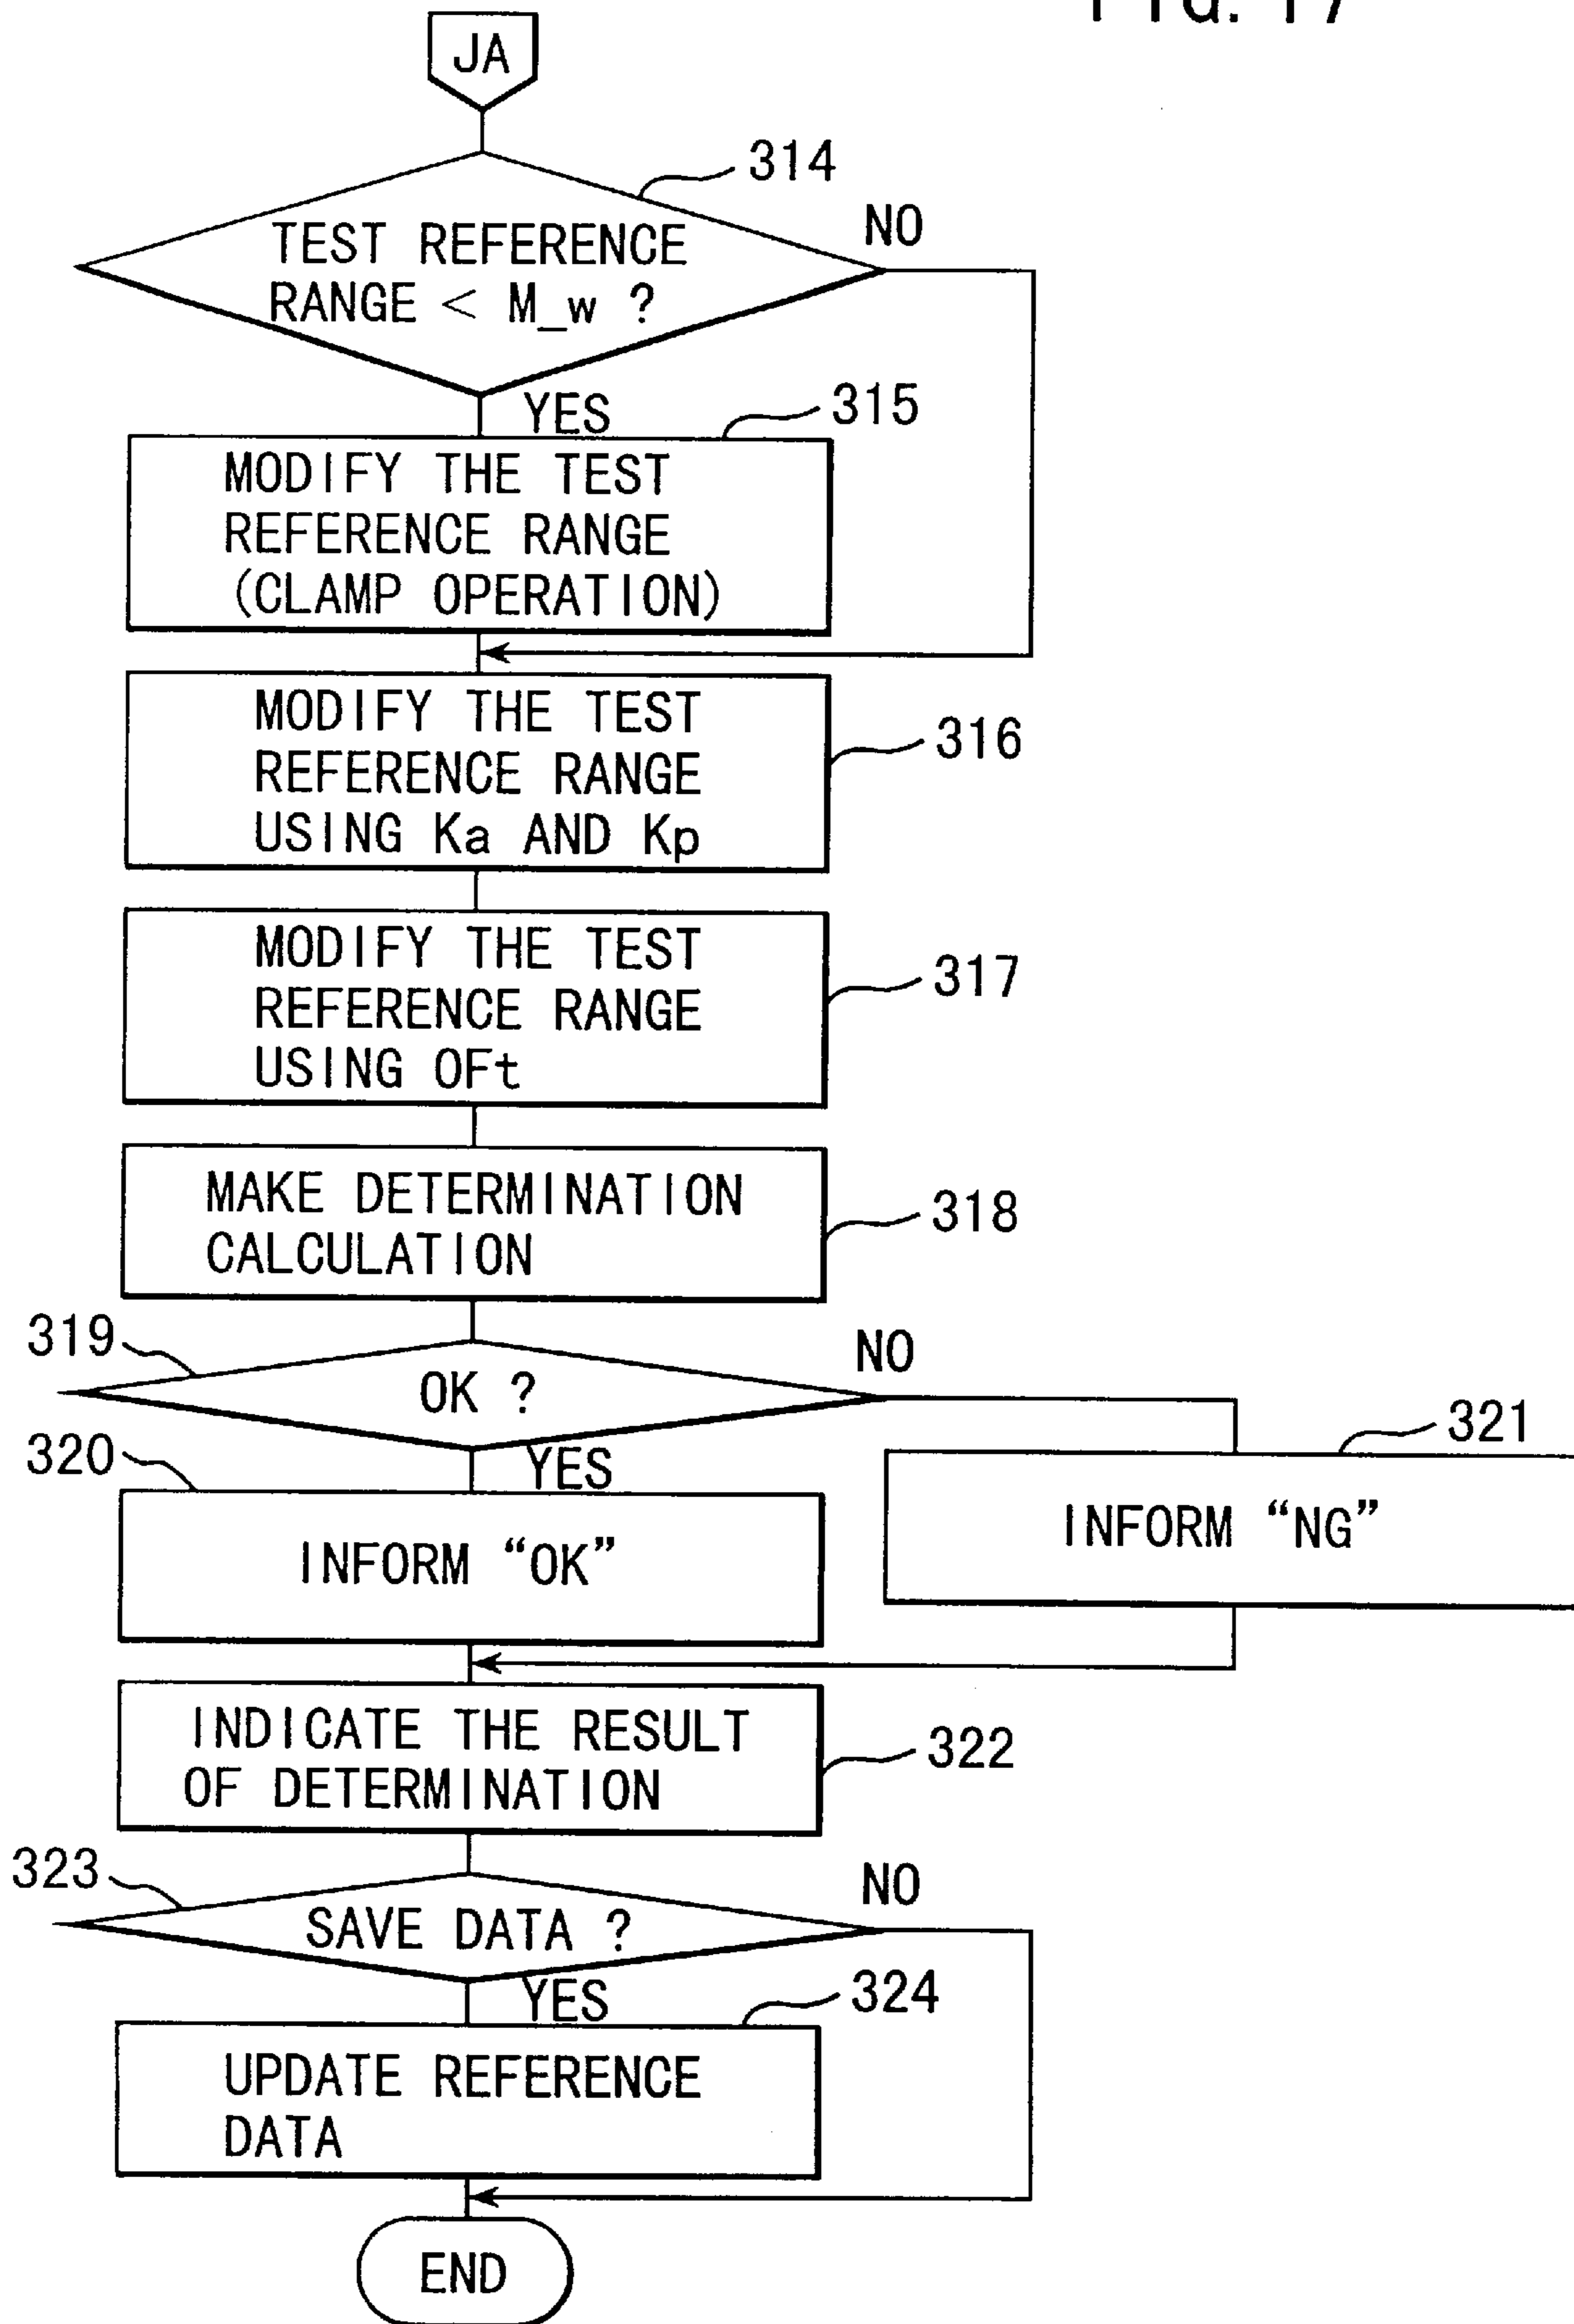 FIG. 17
JA
314
TEST REFERENCE
RANGE < M_w ?
NO
YES
315
MODIFY THE TEST
REFERENCE RANGE
(CLAMP OPERATION)
MODIFY THE TEST
REFERENCE RANGE
USING Ka AND Kp
316
MODIFY THE TEST
REFERENCE RANGE
USING OFt
317
MAKE DETERMINATION
CALCULATION
318
319
OK ?
NO
YES
320
INFORM “OK”
321
INFORM “NG”
INDICATE THE RESULT
OF DETERMINATION
322
323
SAVE DATA ?
NO
YES
324
UPDATE REFERENCE
DATA
END